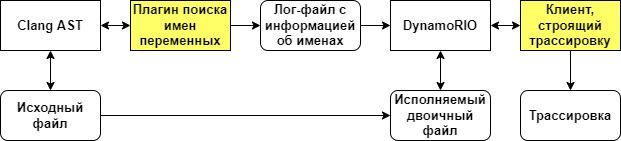 Clang AST
Плагин поиска
имен
переменных
Лог-файл с
информацией
об именах
DynamoRIO
Клиент,
строящий
трассировку
Исходный
файл
Исполняемый
двоичный
файл
Трассировка